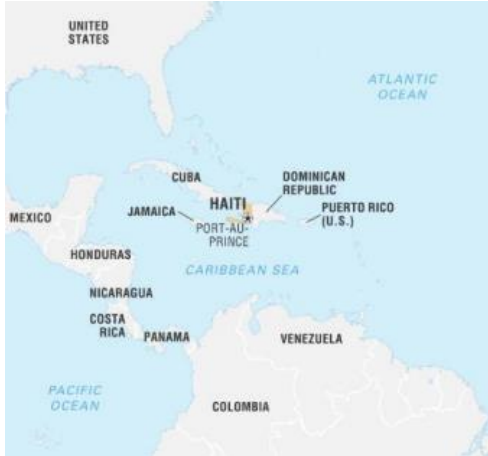 UNITED
STATES
ATLANTIC
OCEAN
CUBA
DOMINICAN
REPUBLIC
HAITI
MEXICO
JAMAICA
PORT-AU-
PRINCE
PUERTO RICO
(U.S.)
HONDURAS
CARIBBEAN SEA
NICARAGUA
COSTA
RICA
PANAMA
VENEZUELA
PACIFIC
OCEAN
COLOMBIA